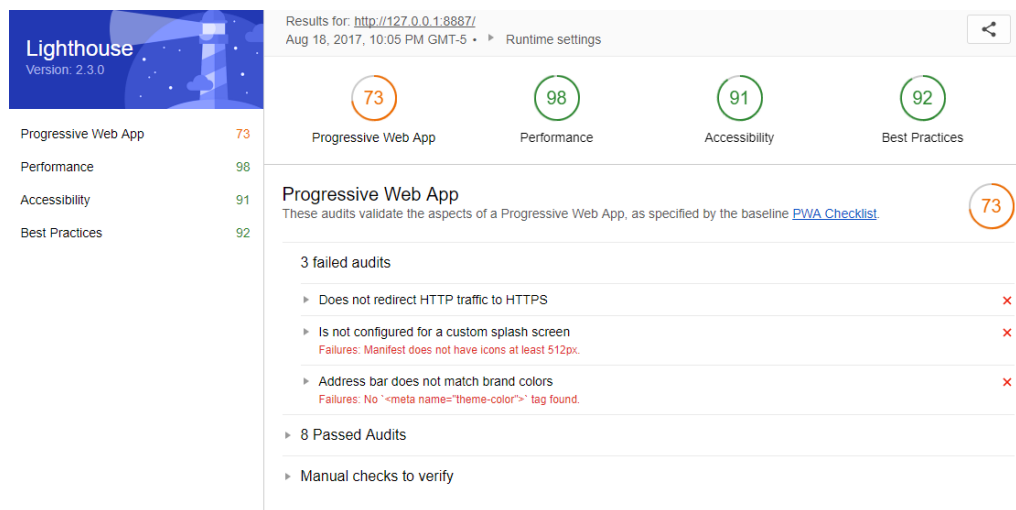 Lighthouse
Version: 2.3.0
Progressive Web App 73
Performance 98
Accessibility 91
Best Practices 92
Results for: http://127.0.0.1:8887/
Aug 18, 2017, 10:05 PM GMT-5 • Runtime settings
73 98 91 92
Progressive Web App Performance Accessibility Best Practices
Progressive Web App
These audits validate the aspects of a Progressive Web App, as specified by the baseline PWA Checklist.
73
3 failed audits
Does not redirect HTTP traffic to HTTPS
Is not configured for a custom splash screen
Failures: Manifest does not have icons at least 512px.
Address bar does not match brand colors
Failures: No `<meta name="theme-color">` tag found.
8 Passed Audits
Manual checks to verify